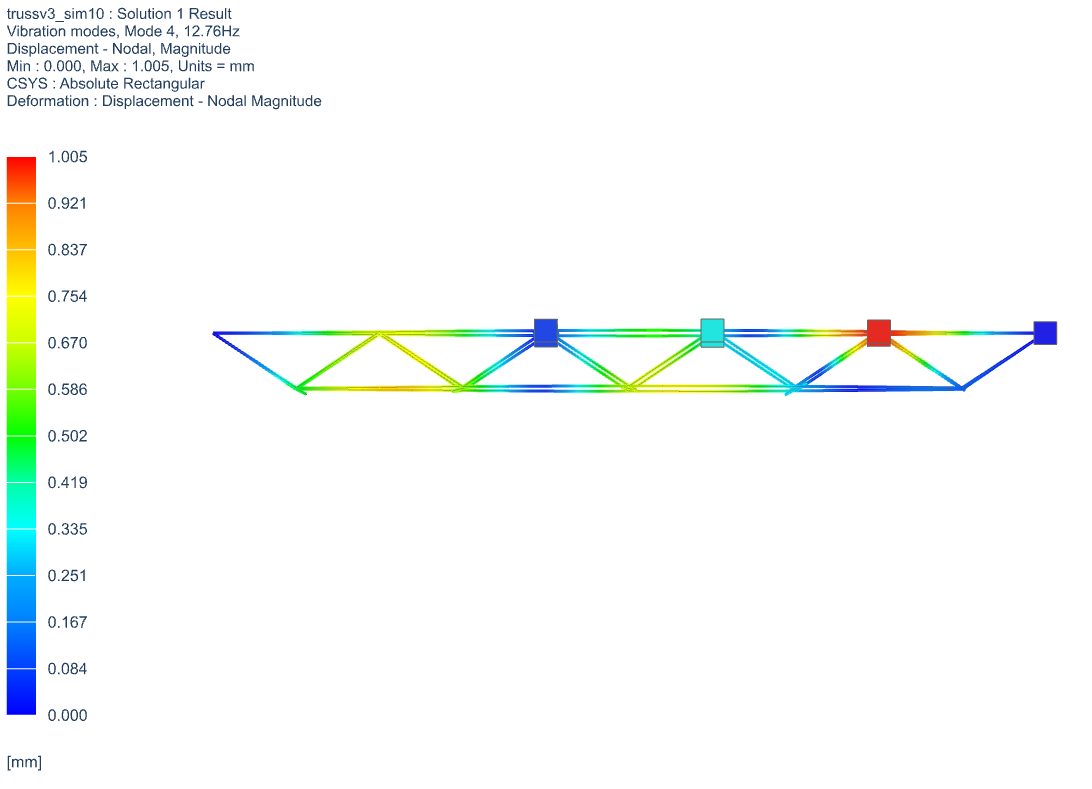 trussv3_sim10 : Solution 1 Result
Vibration modes, Mode 4, 12.76Hz
Displacement - Nodal, Magnitude
Min : 0.000, Max : 1.005, Units = mm
CSYS : Absolute Rectangular
Deformation : Displacement - Nodal Magnitude
1.005
0.921
0.837
0.754
0.670
0.586
0.502
0.419
0.335
0.251
0.167
0.084
0.000
[mm]